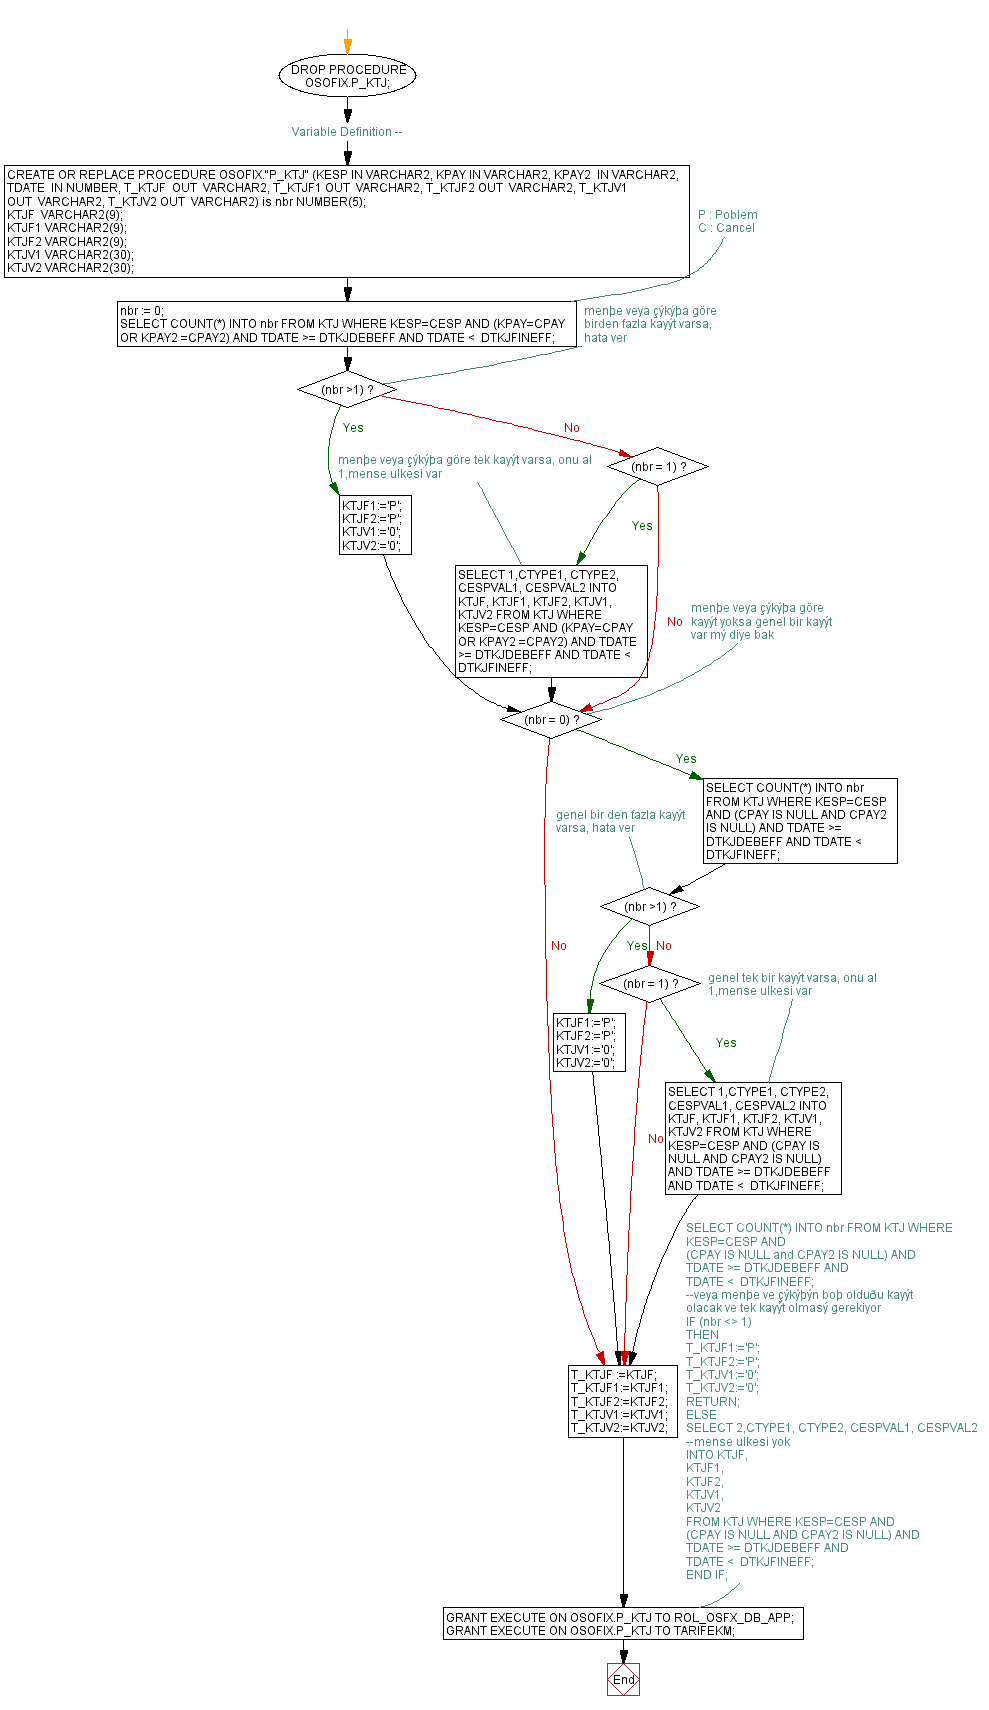 DROP PROCEDURE
OSOFIX.P_KTJ;
Variable Definition --
CREATE OR REPLACE PROCEDURE OSOFIX."P_KTJ" (KESP IN VARCHAR2, KPAY IN VARCHAR2, KPAY2  IN VARCHAR2,
TDATE  IN NUMBER, T_KTJF  OUT  VARCHAR2, T_KTJF1 OUT  VARCHAR2, T_KTJF2 OUT  VARCHAR2, T_KTJV1
OUT  VARCHAR2, T_KTJV2 OUT  VARCHAR2) is nbr NUMBER(5);
KTJF  VARCHAR2(9);
KTJF1 VARCHAR2(9);
KTJF2 VARCHAR2(9);
KTJV1 VARCHAR2(30);
KTJV2 VARCHAR2(30);
P : Poblem
C : Cancel
nbr := 0;
SELECT COUNT(*) INTO nbr FROM KTJ WHERE KESP=CESP AND (KPAY=CPAY
OR KPAY2 =CPAY2) AND TDATE >= DTKJDEBEFF AND TDATE <  DTKJFINEFF;
menþe veya çýkýþa göre
birden fazla kayýt varsa,
hata ver
(nbr >1) ?
Yes
No
(nbr = 1) ?
menþe veya çýkýþa göre tek kayýt varsa, onu al
1,mense ulkesi var
KTJF1:='P';
KTJF2:='P';
KTJV1:='0';
KTJV2:='0';
Yes
SELECT 1,CTYPE1, CTYPE2,
CESPVAL1, CESPVAL2 INTO
KTJF, KTJF1, KTJF2, KTJV1,
KTJV2 FROM KTJ WHERE
KESP=CESP AND (KPAY=CPAY
OR KPAY2 =CPAY2) AND TDATE
>= DTKJDEBEFF AND TDATE <
DTKJFINEFF;
No
menþe veya çýkýþa göre
kayýt yoksa genel bir kayýt
var mý diye bak
(nbr = 0) ?
Yes
SELECT COUNT(*) INTO nbr
FROM KTJ WHERE KESP=CESP
AND (CPAY IS NULL AND CPAY2
IS NULL) AND TDATE >=
DTKJDEBEFF AND TDATE <
DTKJFINEFF;
genel bir den fazla kayýt
varsa, hata ver
(nbr >1) ?
No
Yes
No
(nbr = 1) ?
genel tek bir kayýt varsa, onu al
1,mense ulkesi var
KTJF1:='P';
KTJF2:='P';
KTJV1:='0';
KTJV2:='0';
Yes
SELECT 1,CTYPE1, CTYPE2,
CESPVAL1, CESPVAL2 INTO
KTJF, KTJF1, KTJF2, KTJV1,
KTJV2 FROM KTJ WHERE
KESP=CESP AND (CPAY IS
NULL AND CPAY2 IS NULL)
AND TDATE >= DTKJDEBEFF
AND TDATE <  DTKJFINEFF;
No
SELECT COUNT(*) INTO nbr FROM KTJ WHERE
KESP=CESP AND
(CPAY IS NULL and CPAY2 IS NULL) AND
TDATE >= DTKJDEBEFF AND
TDATE <  DTKJFINEFF;
--veya menþe ve çýkýþýn boþ olduðu kayýt
olacak ve tek kayýt olmasý gerekiyor
IF (nbr <> 1)
THEN
T_KTJF1:='P';
T_KTJF2:='P';
T_KTJV1:='0';
T_KTJV2:='0';
RETURN;
ELSE
SELECT 2,CTYPE1, CTYPE2, CESPVAL1, CESPVAL2
--mense ulkesi yok
INTO KTJF,
KTJF1,
KTJF2,
KTJV1,
KTJV2
FROM KTJ WHERE KESP=CESP AND
(CPAY IS NULL AND CPAY2 IS NULL) AND
TDATE >= DTKJDEBEFF AND
TDATE <  DTKJFINEFF;
END IF;
T_KTJF :=KTJF;
T_KTJF1:=KTJF1;
T_KTJF2:=KTJF2;
T_KTJV1:=KTJV1;
T_KTJV2:=KTJV2;
GRANT EXECUTE ON OSOFIX.P_KTJ TO ROL_OSFX_DB_APP;
GRANT EXECUTE ON OSOFIX.P_KTJ TO TARIFEKM;
End